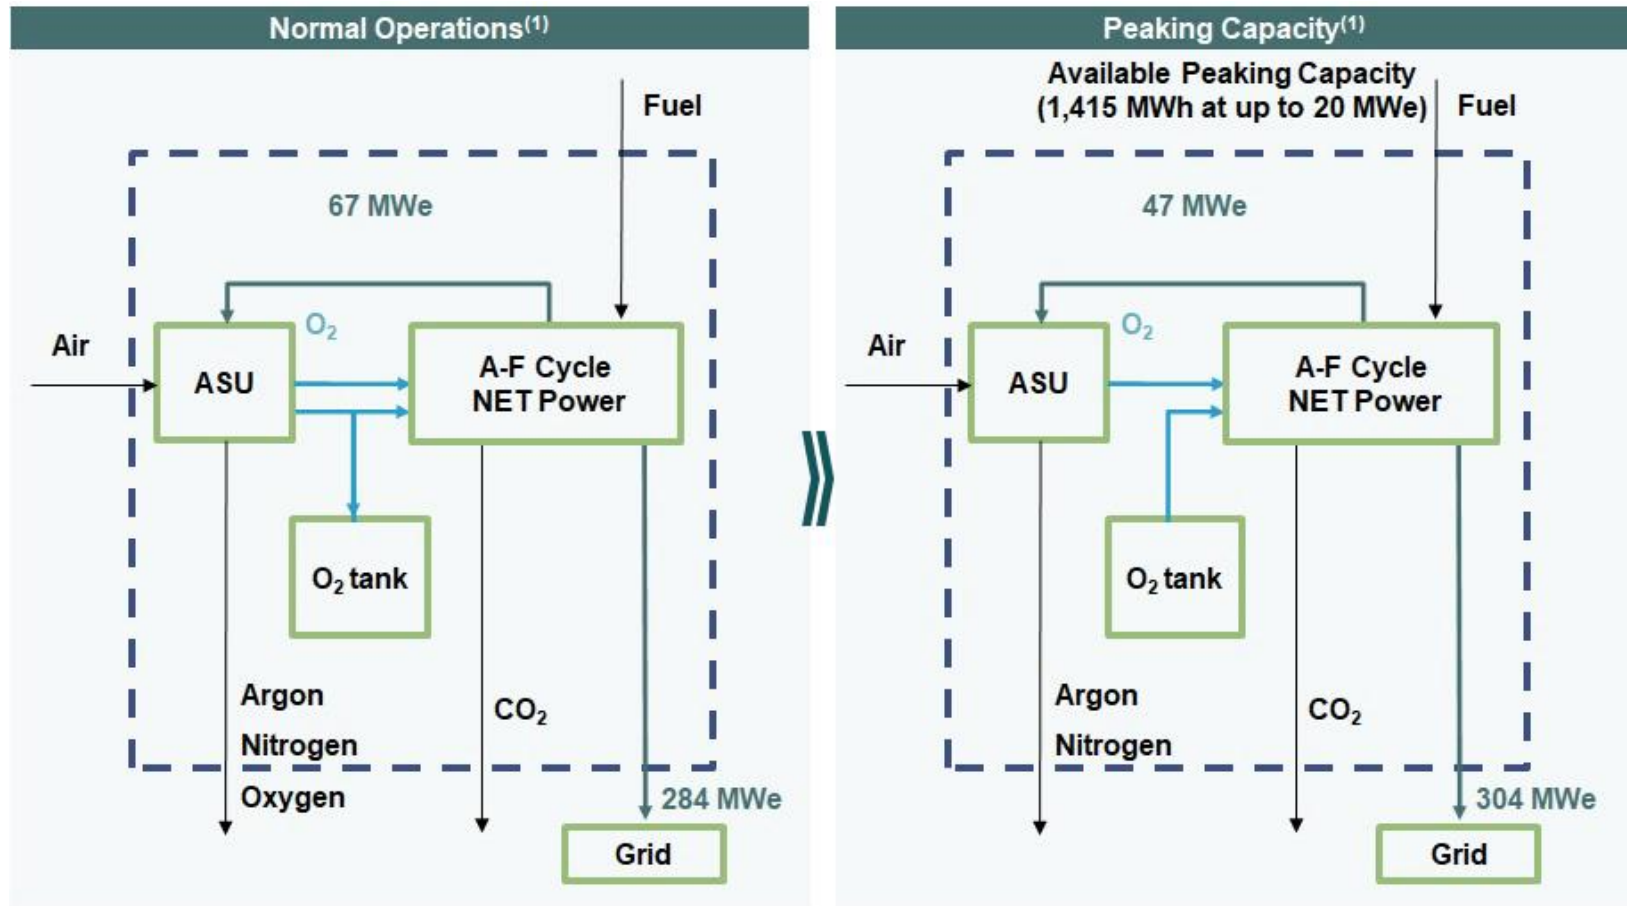 Normal Operations(1)
Fuel
67 MWe
O2
Air
ASU
A-F Cycle
NET Power
O2 tank
Argon
Nitrogen
Oxygen
CO2
284 MWe
Grid
Peaking Capacity(1)
Available Peaking Capacity
(1,415 MWh at up to 20 MWe)
Fuel
47 MWe
O2
Air
ASU
A-F Cycle
NET Power
O2 tank
Argon
Nitrogen
CO2
304 MWe
Grid